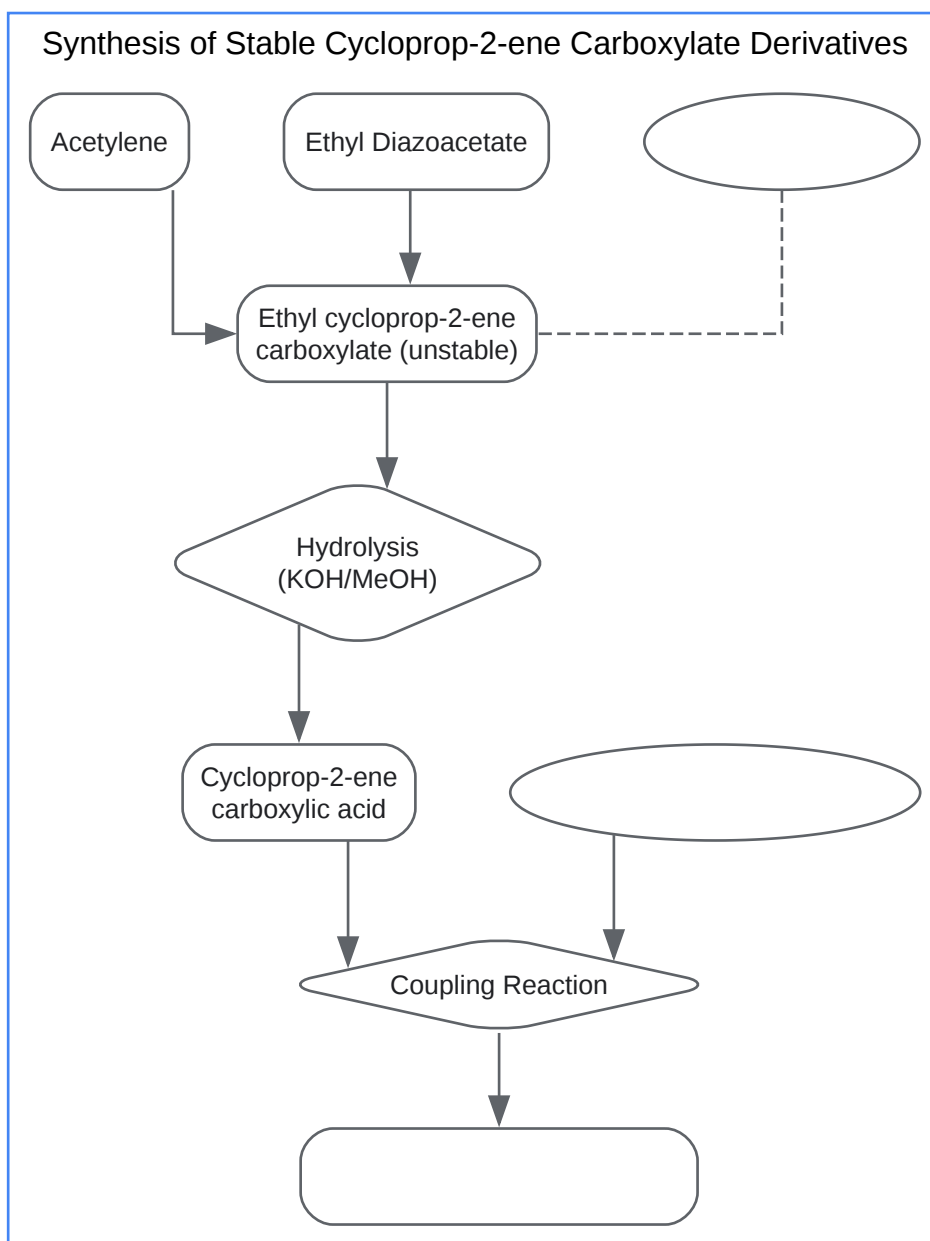 Synthesis of Stable Cycloprop-2-ene Carboxylate Derivatives
Acetylene
Ethyl Diazoacetate
Ethyl cycloprop-2-ene
carboxylate (unstable)
Hydrolysis
(KOH/MeOH)
Cycloprop-2-ene
carboxylic acid
Coupling Reaction